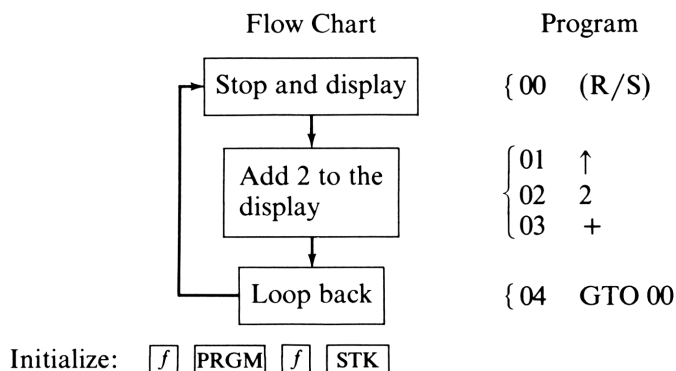 Flow Chart Program
Stop and display { 00 (R/S)
Add 2 to the
display
01 ↑
02 2
03 +
Loop back { 04 GTO 00
Initialize: f PRGM f STK